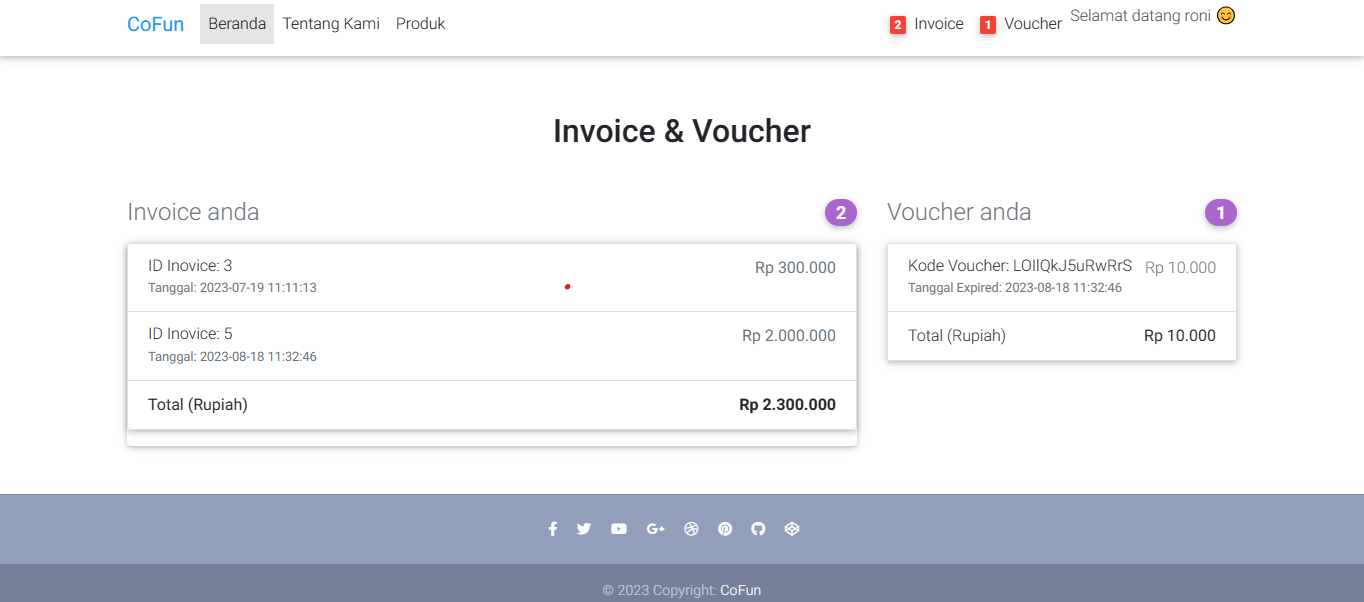 CoFun Beranda Tentang Kami Produk 2 Invoice 1 Voucher Selamat datang roni 😊
Invoice & Voucher
Invoice anda 2
ID Inovice: 3 Rp 300.000
Tanggal: 2023-07-19 11:11:13
ID Inovice: 5 Rp 2.000.000
Tanggal: 2023-08-18 11:32:46
Total (Rupiah) Rp 2.300.000
Voucher anda 1
Kode Voucher: LOIlQkJ5uRwRrS Rp 10.000
Tanggal Expired: 2023-08-18 11:32:46
Total (Rupiah) Rp 10.000
© 2023 Copyright: CoFun